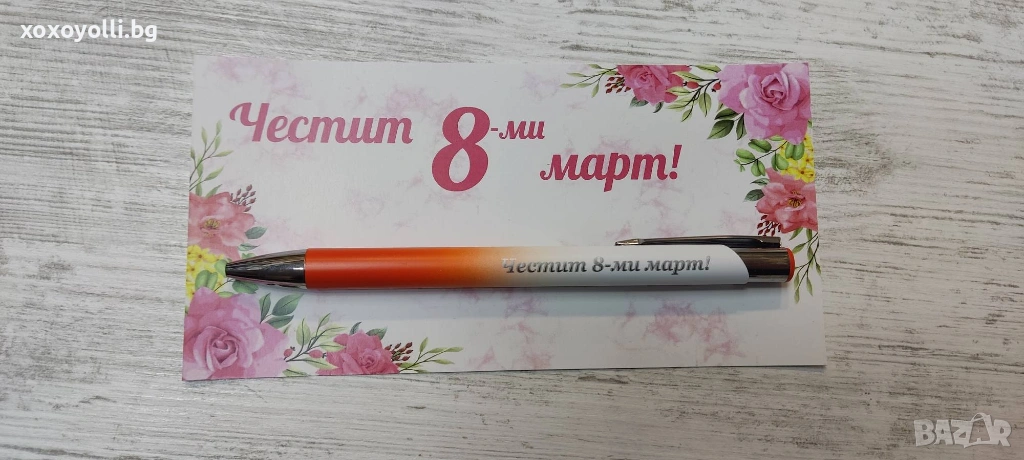 xoxoyolli.bg
Честит 8-ми
март!
Честит 8-ми март!
BAZAR